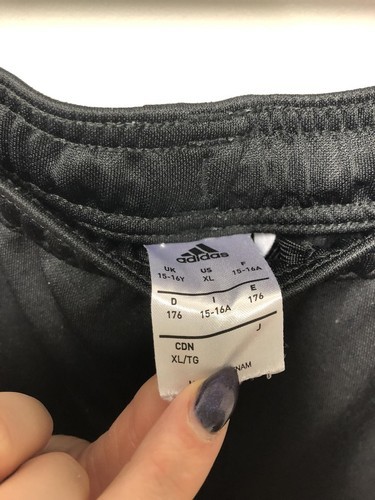 adidas
UK US F
15-16Y XL 15-16A
D I E
176 15-16A 176
J
CDN
XL/TG